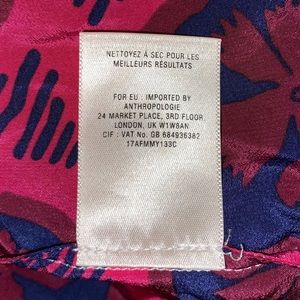 NETTOYEZ À SEC POUR LES
MEILLEURS RÉSULTATS
FOR EU : IMPORTED BY
ANTHROPOLOGIE
24 MARKET PLACE, 3RD FLOOR
LONDON, UK W1W8AN
CIF : VAT No. GB 684936382
17AFMMY133C